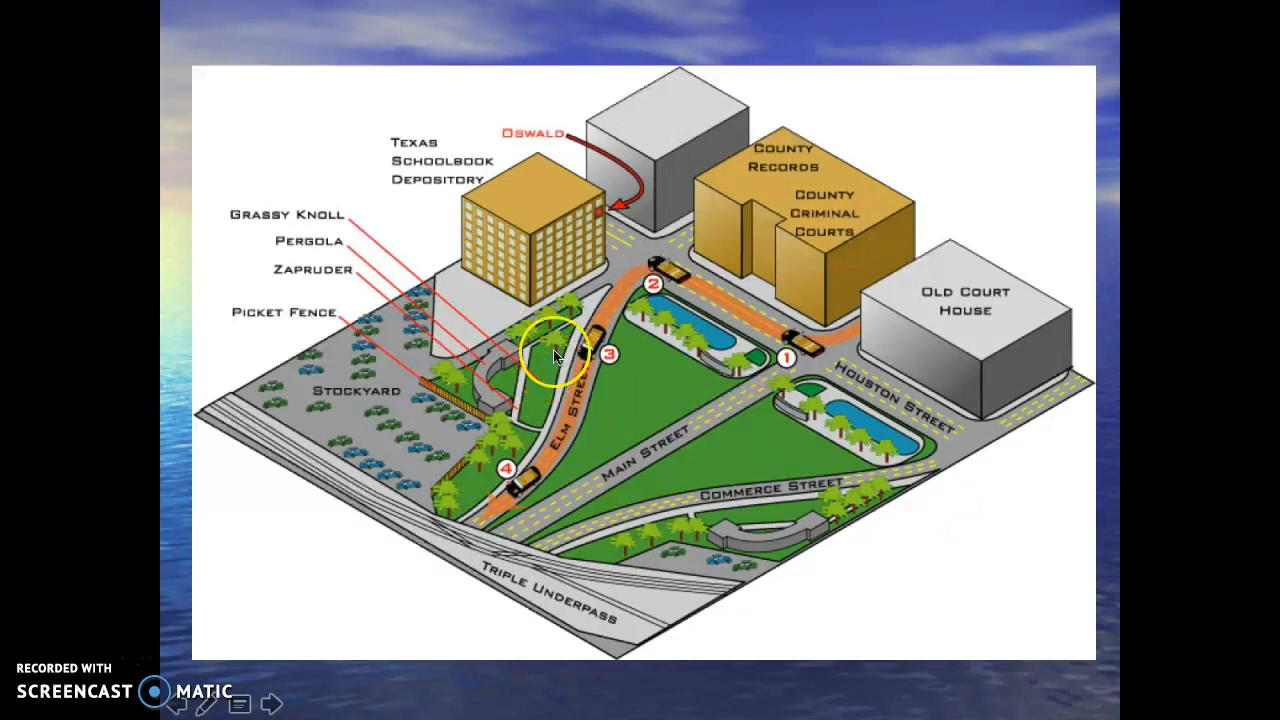 TEXAS
SCHOOLBOOK
DEPOSITORY
OSWALD
COUNTY
RECORDS
COUNTY
CRIMINAL
COURTS
GRASSY KNOLL
PERGOLA
ZAPRUDER
PICKET FENCE
OLD COURT
HOUSE
2
1
3
STOCKYARD
HOUSTON STREET
ELM STREET
MAIN STREET
4
COMMERCE STREET
TRIPLE UNDERPASS
RECORDED WITH
SCREENCAST MATIC